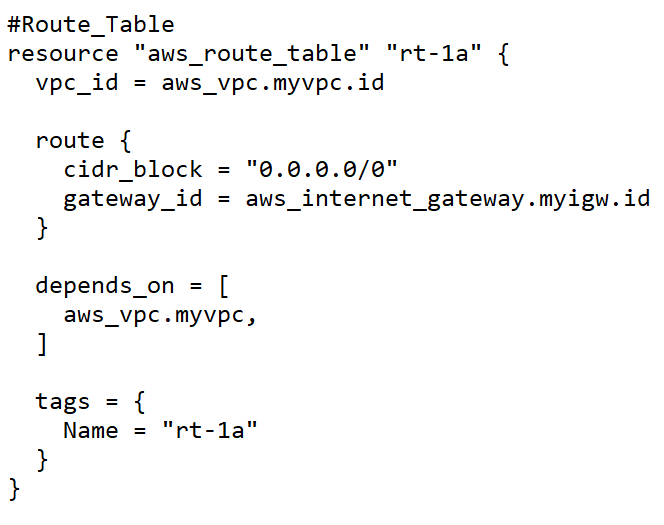 #Route_Table
resource "aws_route_table" "rt-1a" {
  vpc_id = aws_vpc.myvpc.id

  route {
    cidr_block = "0.0.0.0/0"
    gateway_id = aws_internet_gateway.myigw.id
  }

  depends_on = [
    aws_vpc.myvpc,
  ]

  tags = {
    Name = "rt-1a"
  }
}